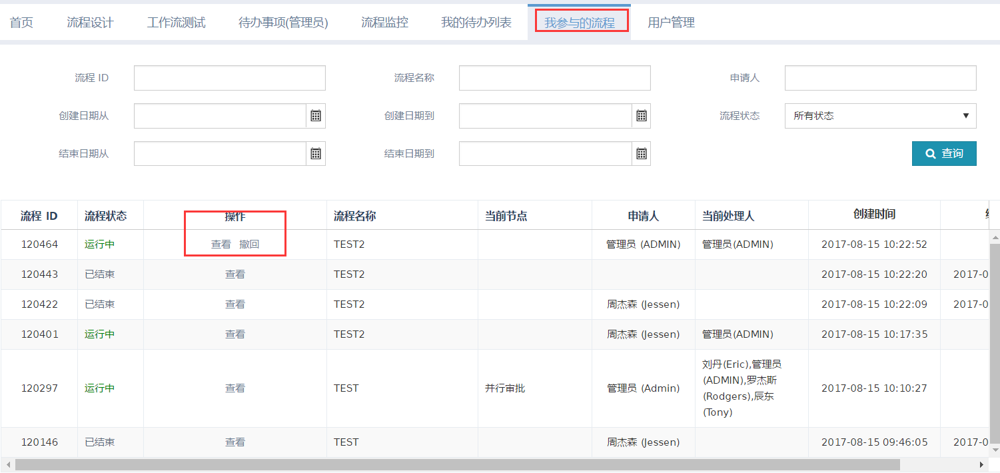 首页 流程设计 工作流测试 待办事项(管理员) 流程监控 我的待办列表 我参与的流程 用户管理
流程 ID 流程名称 申请人
创建日期从 创建日期到 流程状态 所有状态
结束日期从 结束日期到 查询
流程 ID 流程状态 操作 流程名称 当前节点 申请人 当前处理人 创建时间
120464 运行中 查看 撤回 TEST2 管理员 (ADMIN) 管理员(ADMIN) 2017-08-15 10:22:52
120443 已结束 查看 TEST2 2017-08-15 10:22:20 2017-0
120422 已结束 查看 TEST2 周杰森 (Jessen) 2017-08-15 10:22:09 2017-0
120401 运行中 查看 TEST2 周杰森 (Jessen) 管理员(ADMIN) 2017-08-15 10:17:35
120297 运行中 查看 TEST 并行审批 管理员 (Admin) 刘丹(Eric),管理员
(ADMIN),罗杰斯
(Rodgers),辰东
(Tony) 2017-08-15 10:10:27
120146 已结束 查看 TEST 周杰森 (Jessen) 2017-08-15 09:46:05 2017-0